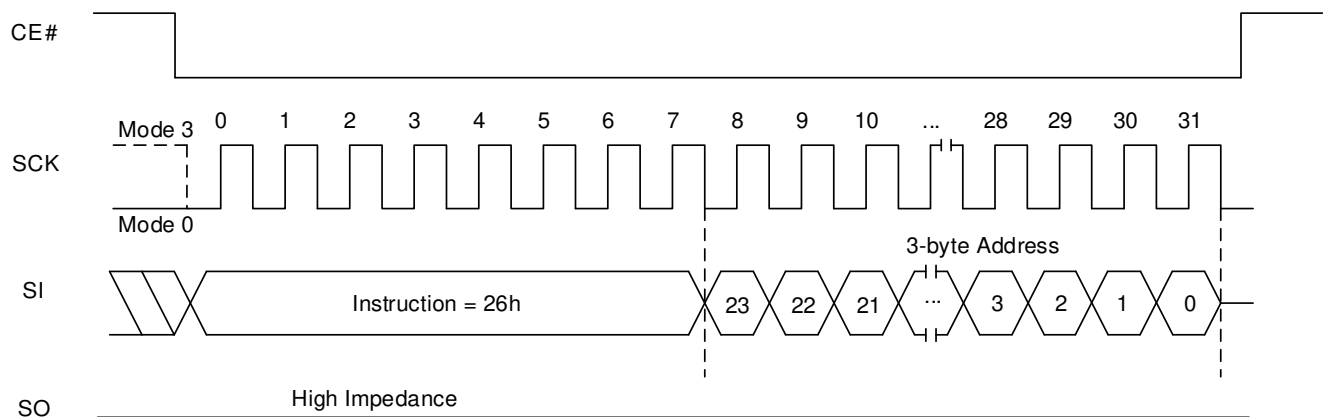 CE#
Mode 3 0 1 2 3 4 5 6 7 8 9 10 ... 28 29 30 31
SCK
Mode 0
3-byte Address
SI Instruction = 26h 23 22 21 ... 3 2 1 0
High Impedance
SO